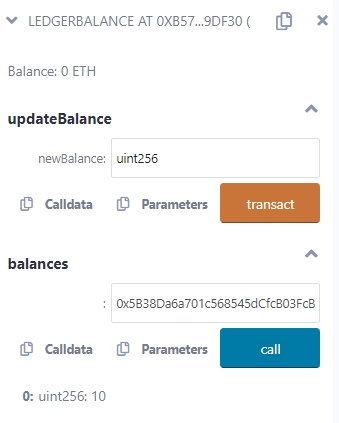 LEDGERBALANCE AT 0XB57...9DF30 (
Balance: 0 ETH
updateBalance
newBalance: uint256
Calldata Parameters transact
balances
: 0x5B38Da6a701c568545dCfcB03FcB
Calldata Parameters call
0: uint256: 10